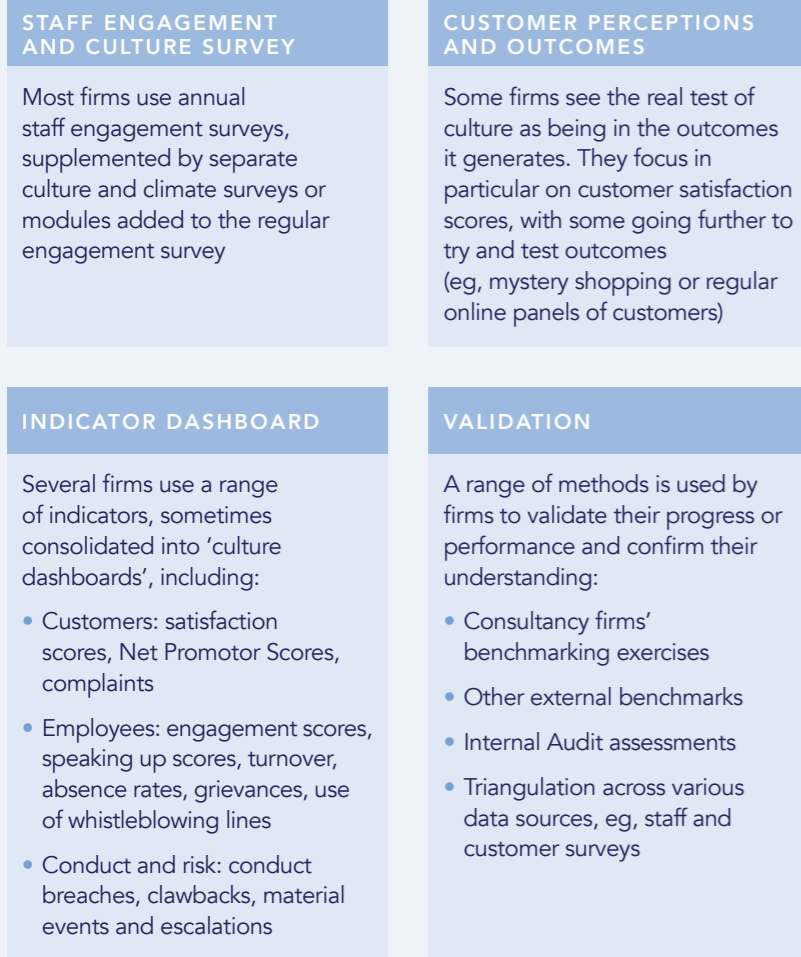 STAFF ENGAGEMENT
AND CULTURE SURVEY
Most firms use annual
staff engagement surveys,
supplemented by separate
culture and climate surveys or
modules added to the regular
engagement survey
CUSTOMER PERCEPTIONS
AND OUTCOMES
Some firms see the real test of
culture as being in the outcomes
it generates. They focus in
particular on customer satisfaction
scores, with some going further to
try and test outcomes
(eg, mystery shopping or regular
online panels of customers)
INDICATOR DASHBOARD
Several firms use a range
of indicators, sometimes
consolidated into ‘culture
dashboards’, including:
• Customers: satisfaction
scores, Net Promotor Scores,
complaints
• Employees: engagement scores,
speaking up scores, turnover,
absence rates, grievances, use
of whistleblowing lines
• Conduct and risk: conduct
breaches, clawbacks, material
events and escalations
VALIDATION
A range of methods is used by
firms to validate their progress or
performance and confirm their
understanding:
• Consultancy firms’
benchmarking exercises
• Other external benchmarks
• Internal Audit assessments
• Triangulation across various
data sources, eg, staff and
customer surveys